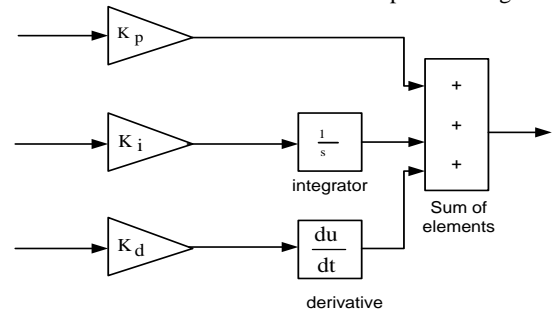 K p
+
K i
1
s
+
integrator
+
Sum of
elements
K d
du
dt
derivative